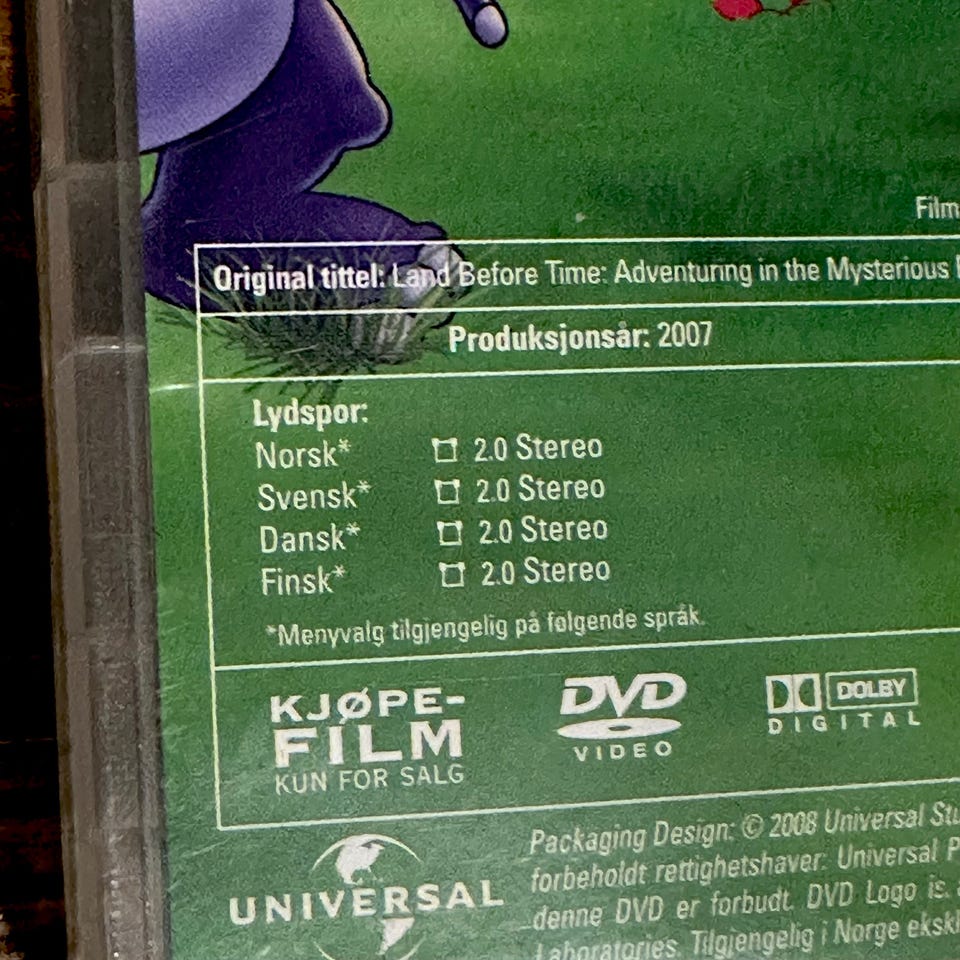 Film
Original tittel: Land Before Time: Adventuring in the Mysterious
Produksjonsår: 2007
Lydspor:
Norsk* 2.0 Stereo
Svensk* 2.0 Stereo
Dansk* 2.0 Stereo
Finsk* 2.0 Stereo
*Menyvalg tilgjengelig på følgende språk.
KJØPE-
FILM
KUN FOR SALG
DVD
VIDEO
DOLBY
DIGITAL
UNIVERSAL
Packaging Design: © 2008 Universal
forbeholdt rettighetshaver: Universal
denne DVD er forbudt. DVD Logo is
Laboratories. Tilgjengelig i Norge